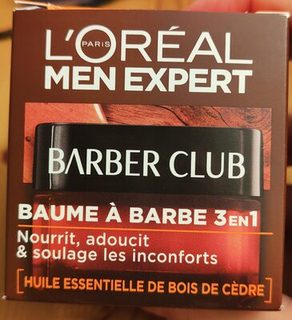 L'ORÉAL
PARIS
MEN EXPERT
BARBER CLUB
BAUME À BARBE 3EN1
Nourrit, adoucit
& soulage les inconforts
HUILE ESSENTIELLE DE BOIS DE CÈDRE